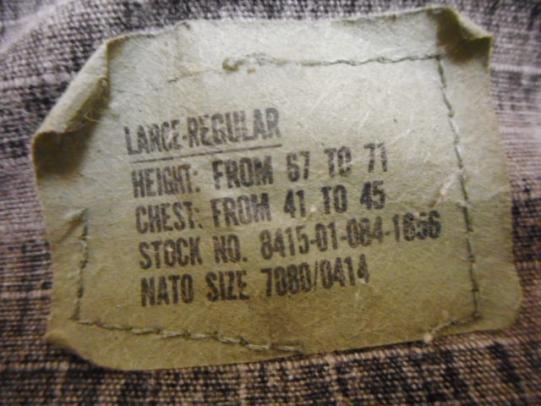 LARGE-REGULAR
HEIGHT: FROM 67 TO 71
CHEST: FROM 41 TO 45
STOCK NO. 8415-01-084-1656
NATO SIZE 7080/0414